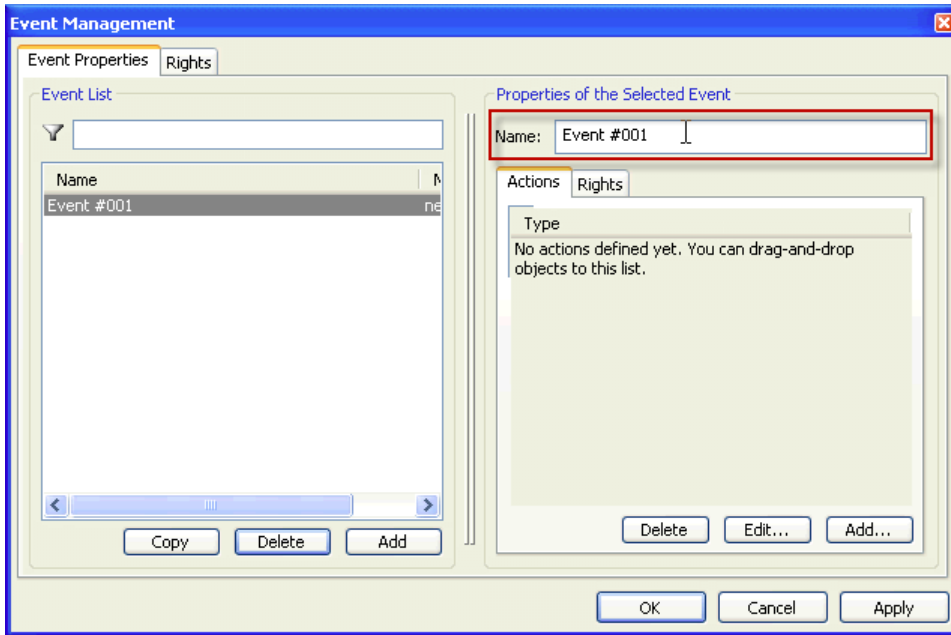 Event Management
Event Properties
Rights
Event List
Name
Event #001
ne
Copy
Delete
Add
Properties of the Selected Event
Name: Event #001
Actions
Rights
Type
No actions defined yet. You can drag-and-drop
objects to this list.
Delete
Edit...
Add...
OK
Cancel
Apply